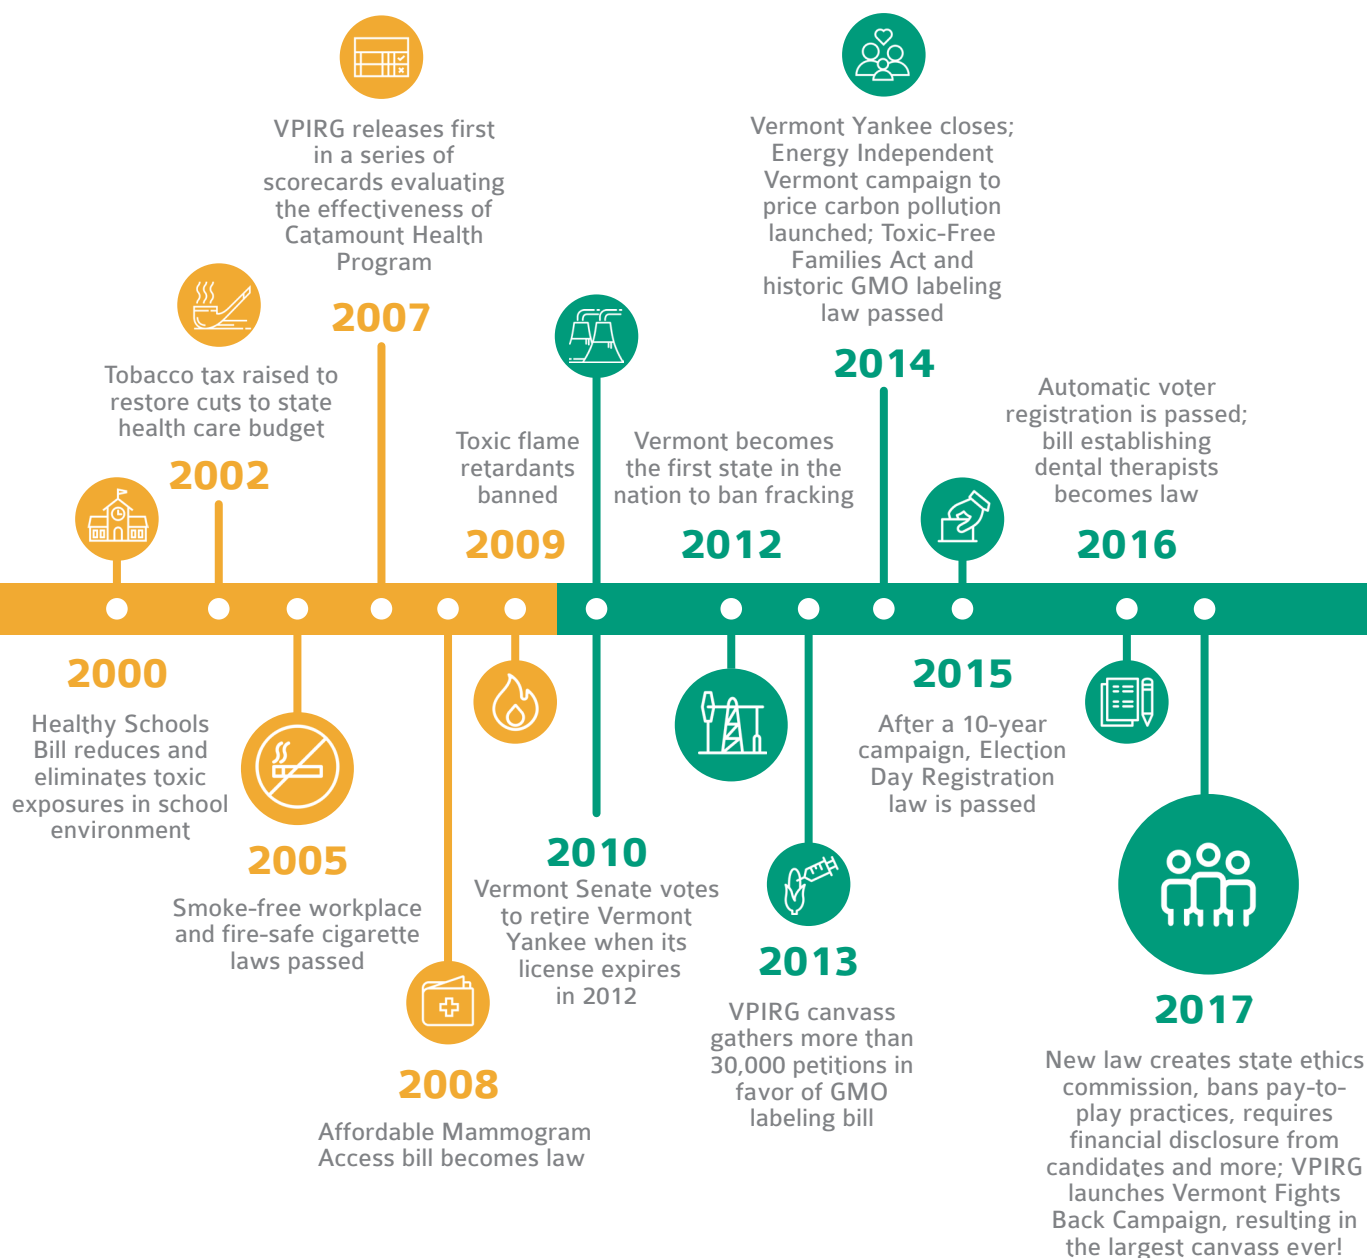 2000
Healthy Schools
Bill reduces and
eliminates toxic
exposures in school
environment
Tobacco tax raised to
restore cuts to state
health care budget
2002
2005
Smoke-free workplace
and fire-safe cigarette
laws passed
VPIRG releases first
in a series of
scorecards evaluating
the effectiveness of
Catamount Health
Program
2007
2008
Affordable Mammogram
Access bill becomes law
Toxic flame
retardants
banned
2009
2010
Vermont Senate votes
to retire Vermont
Yankee when its
license expires
in 2012
Vermont becomes
the first state in the
nation to ban fracking
2012
2013
VPIRG canvass
gathers more than
30,000 petitions in
favor of GMO
labeling bill
Vermont Yankee closes;
Energy Independent
Vermont campaign to
price carbon pollution
launched; Toxic-Free
Families Act and
historic GMO labeling
law passed
2014
2015
After a 10-year
campaign, Election
Day Registration
law is passed
Automatic voter
registration is passed;
bill establishing
dental therapists
becomes law
2016
2017
New law creates state ethics
commission, bans pay-to-
play practices, requires
financial disclosure from
candidates and more; VPIRG
launches Vermont Fights
Back Campaign, resulting in
the largest canvass ever!